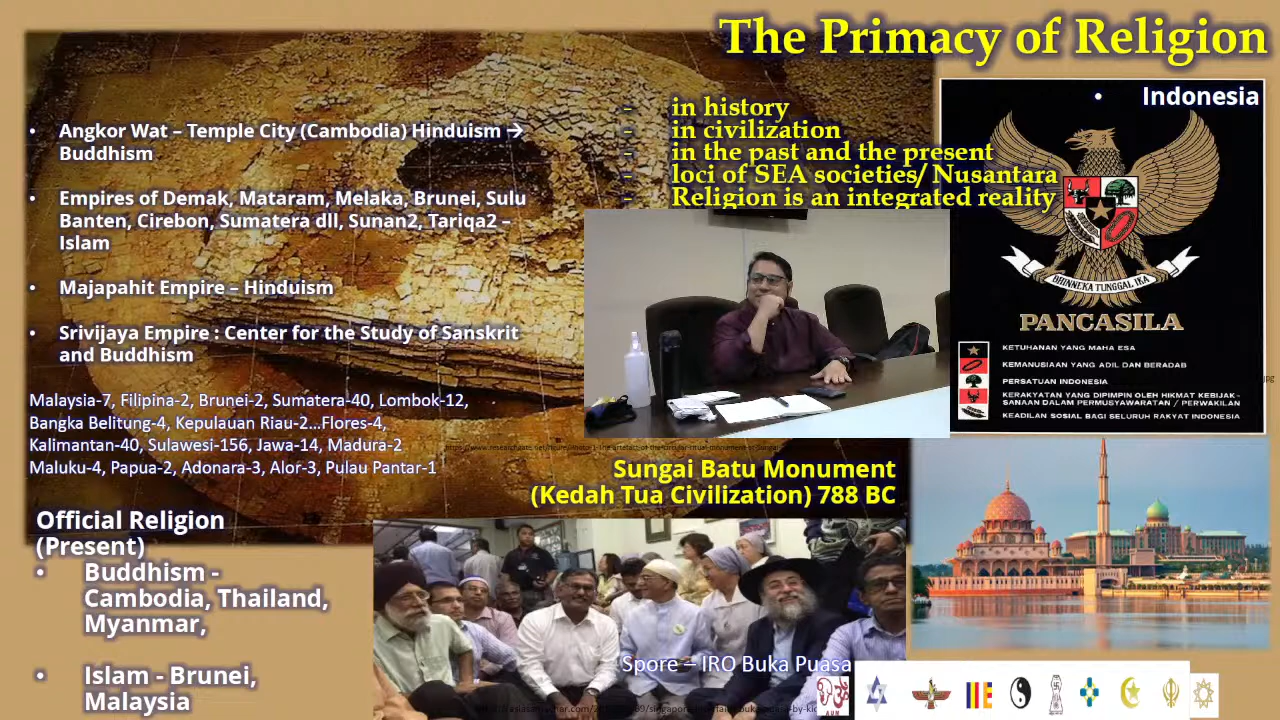 The Primacy of Religion
- in history
- in civilization
- in the past and the present
- loci of SEA societies/ Nusantara
- Religion is an integrated reality
• Angkor Wat – Temple City (Cambodia) Hinduism →
Buddhism
• Empires of Demak, Mataram, Melaka, Brunei, Sulu
Banten, Cirebon, Sumatera dll, Sunan2, Tariqa2 –
Islam
• Majapahit Empire – Hinduism
• Srivijaya Empire : Center for the Study of Sanskrit
and Buddhism
Malaysia-7, Filipina-2, Brunei-2, Sumatera-40, Lombok-12,
Bangka Belitung-4, Kepulauan Riau-2...Flores-4,
Kalimantan-40, Sulawesi-156, Jawa-14, Madura-2
Maluku-4, Papua-2, Adonara-3, Alor-3, Pulau Pantar-1
Official Religion
(Present)
• Buddhism -
Cambodia, Thailand,
Myanmar,
• Islam - Brunei,
Malaysia
• Indonesia
BHINNEKA TUNGGAL IKA
PANCASILA
KETUHANAN YANG MAHA ESA
KEMANUSIAAN YANG ADIL DAN BERADAB
PERSATUAN INDONESIA
KERAKYATAN YANG DIPIMPIN OLEH HIKMAT KEBIJAK-
SANAAN DALAM PERMUSYAWARATAN / PERWAKILAN
KEADILAN SOSIAL BAGI SELURUH RAKYAT INDONESIA
jpg
Sungai Batu Monument
(Kedah Tua Civilization) 788 BC
Spore – IRO Buka Puasa
AUM